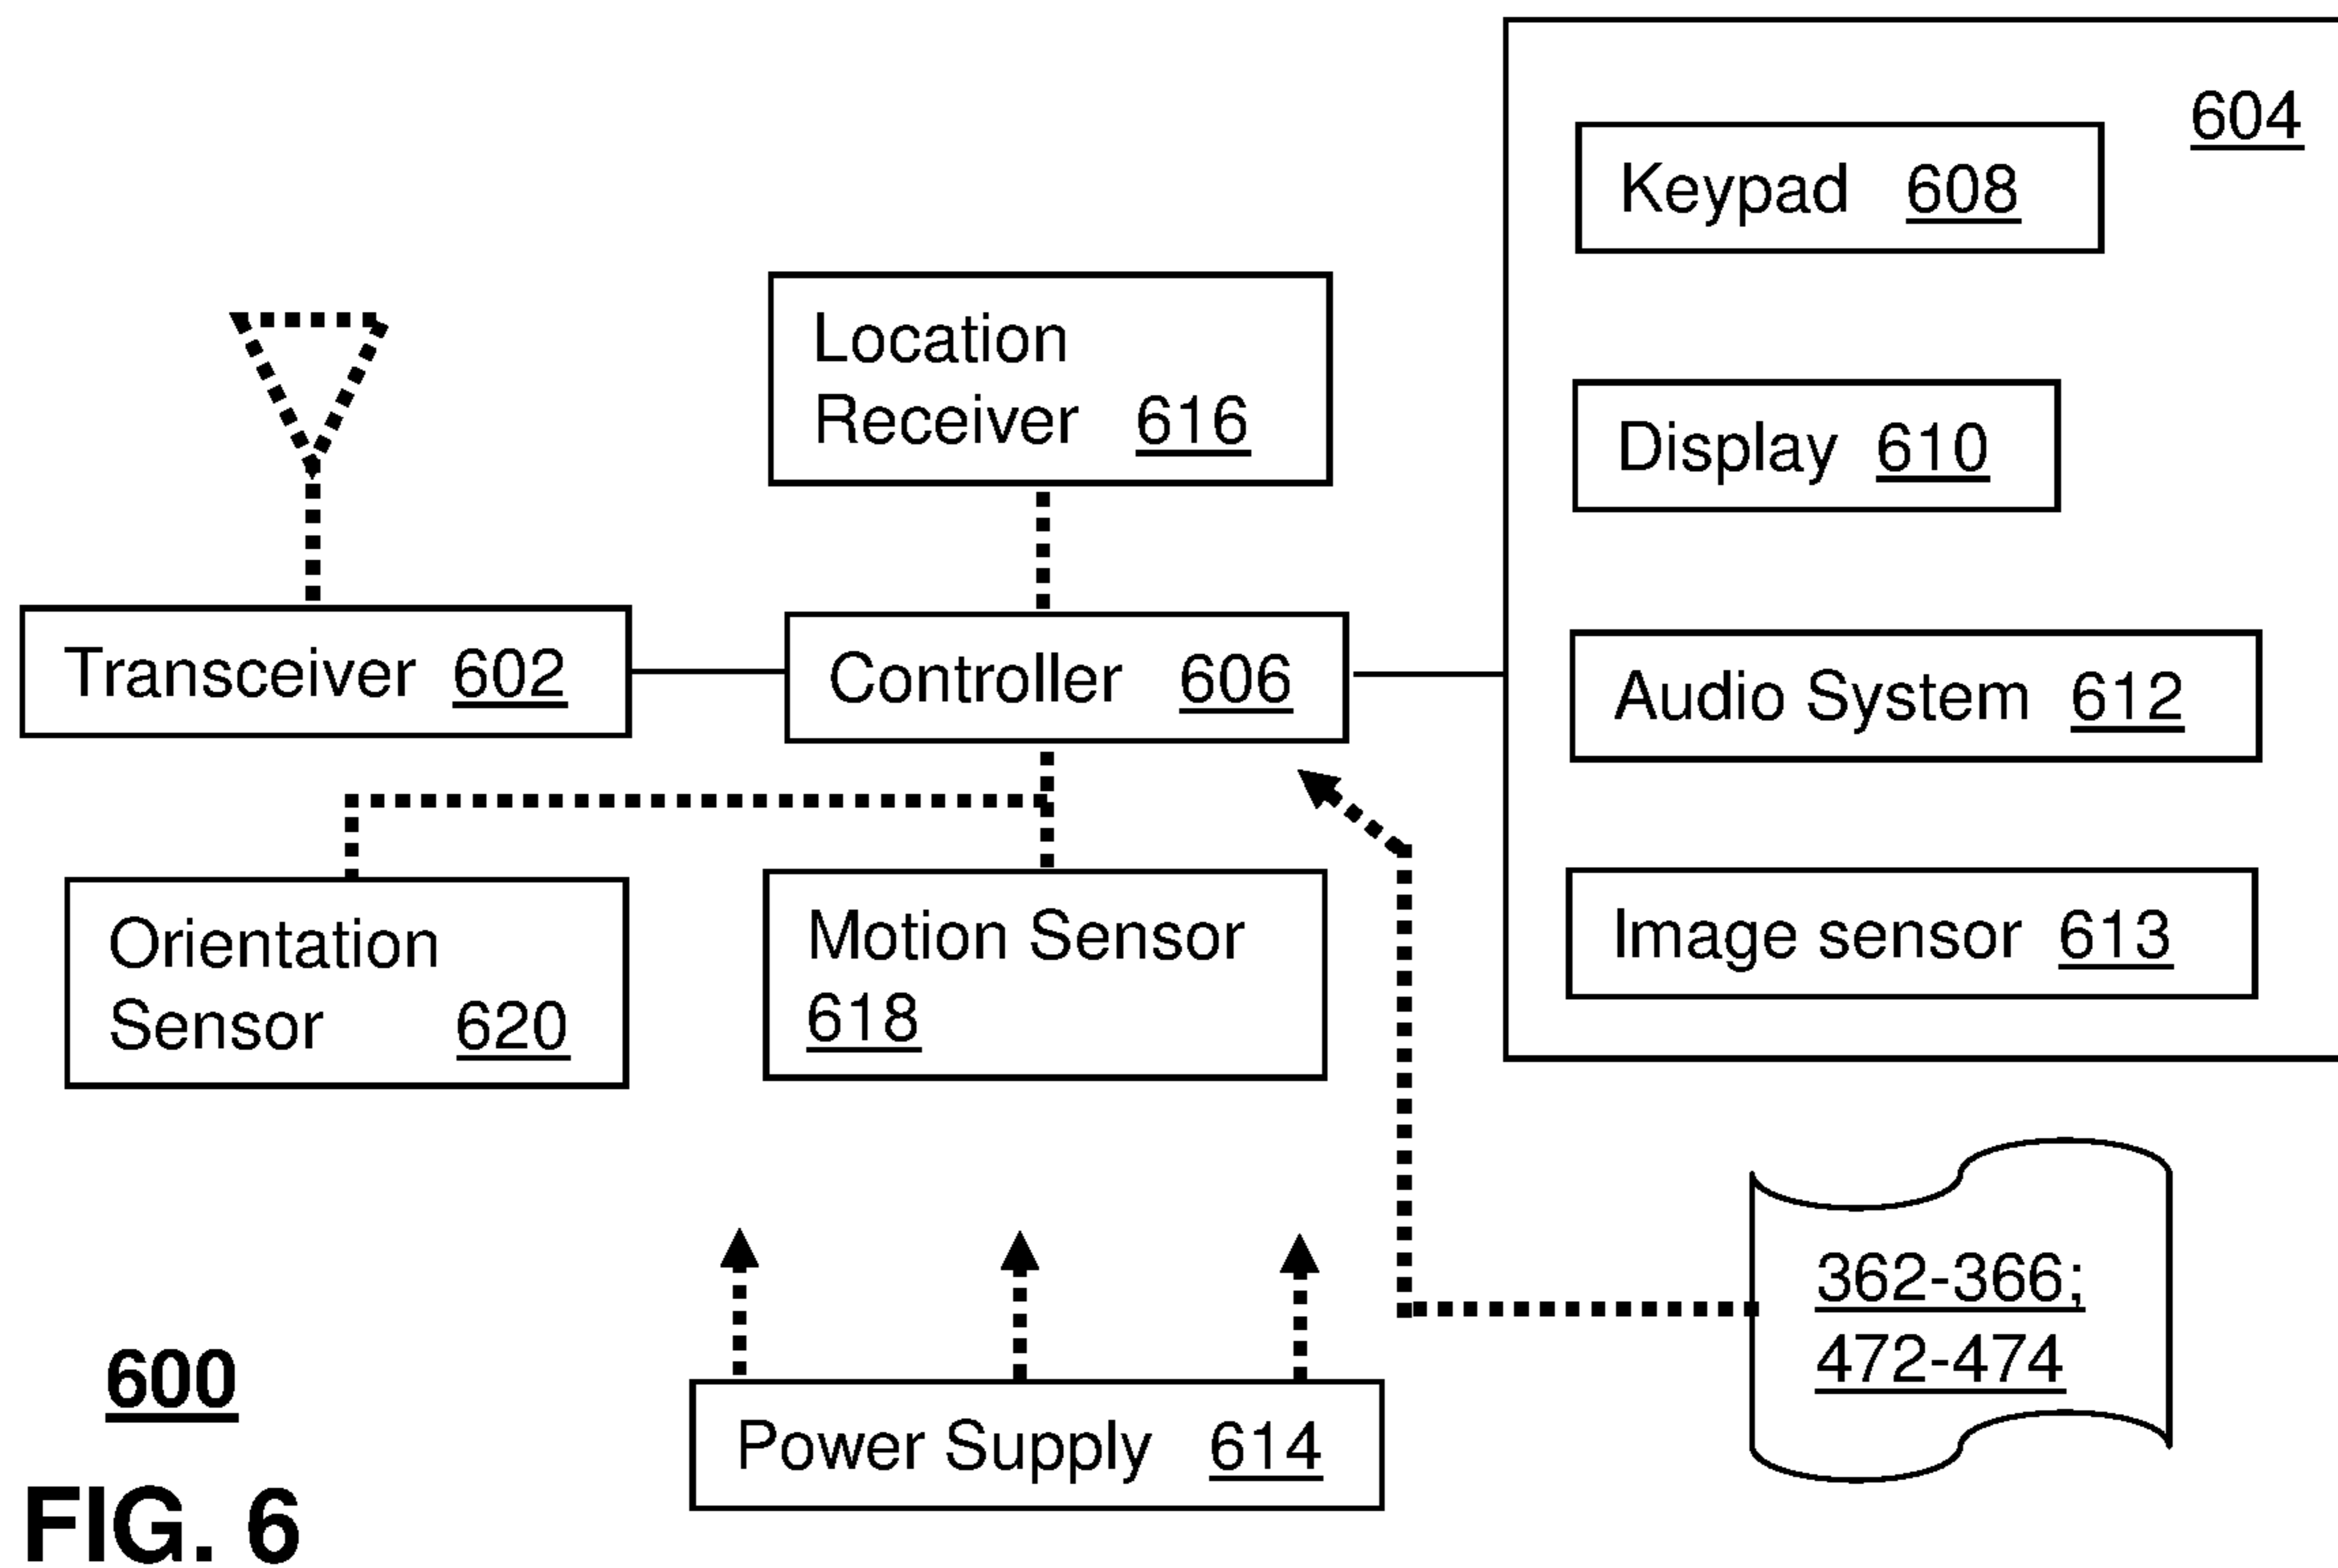 604
Keypad 608
Location
Receiver 616
Display 610
Transceiver 602
Controller 606
Audio System 612
Orientation
Sensor 620
Motion Sensor
618
Image sensor 613
362-366;
472-474
600
Power Supply 614
FIG. 6